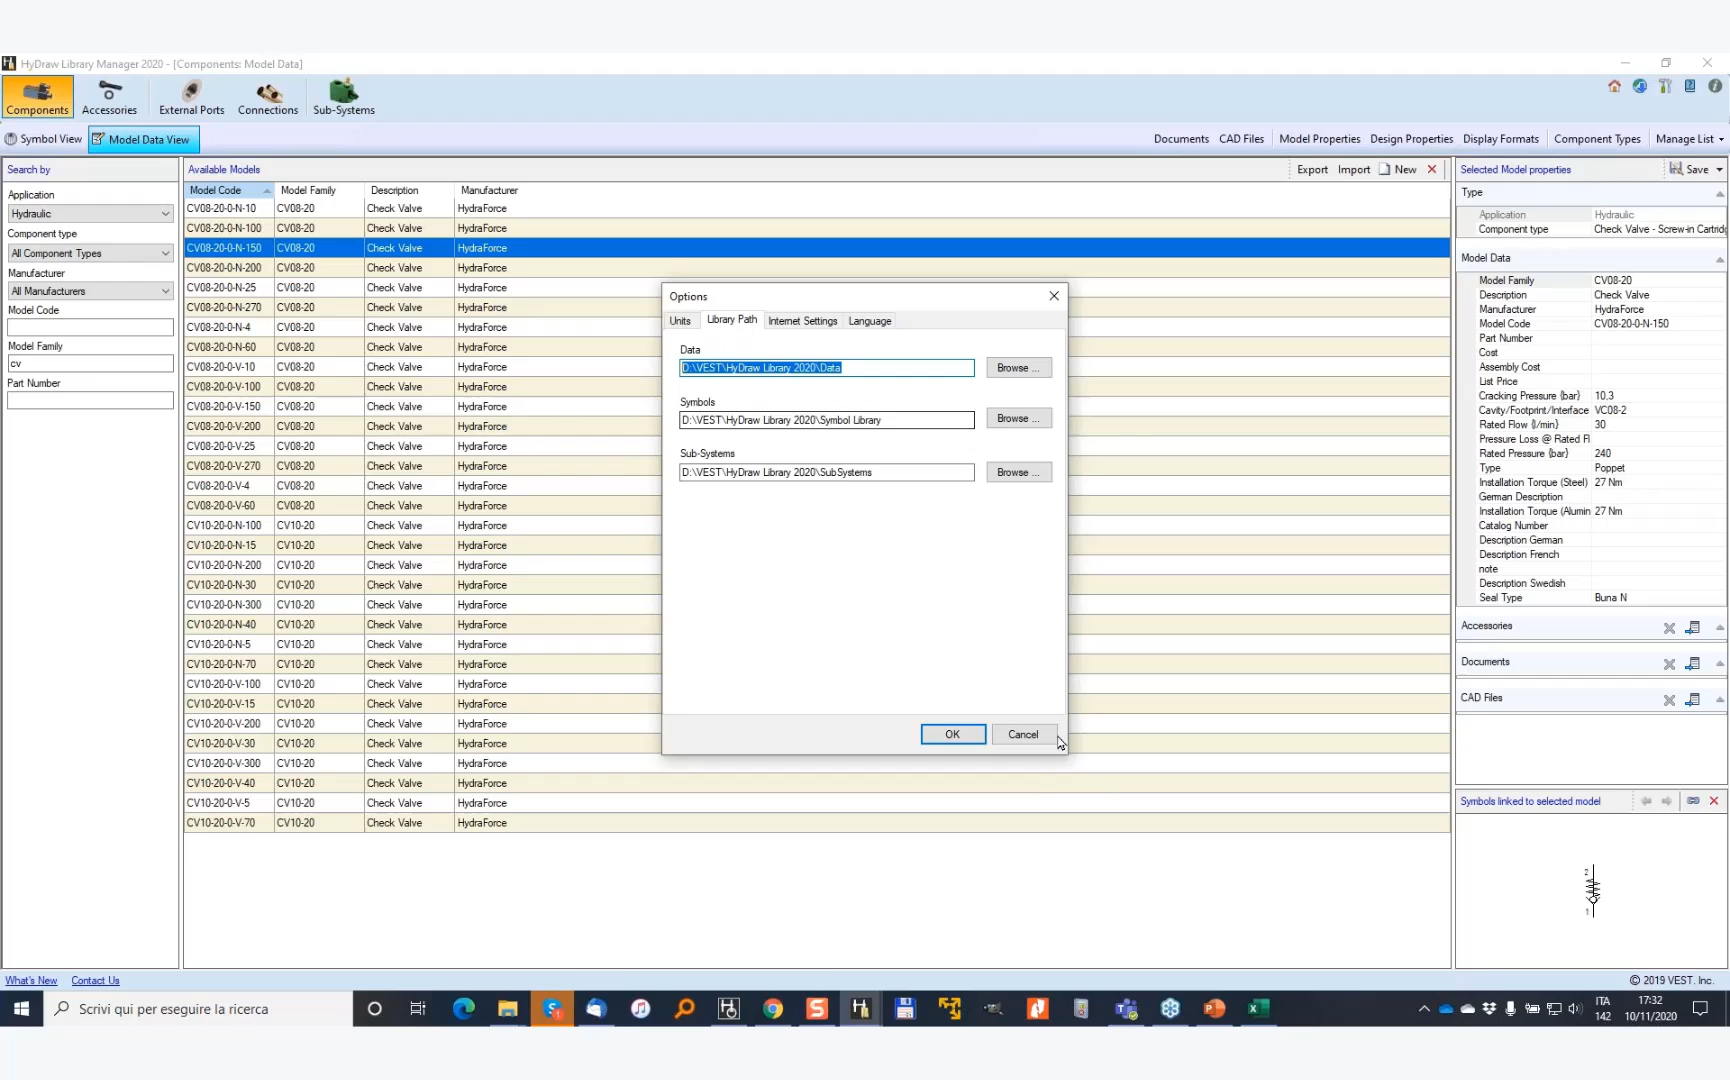 HyDraw Library Manager 2020 - [Components: Model Data]
Components Accessories External Ports Connections Sub-Systems
Symbol View Model Data View Documents CAD Files Model Properties Design Properties Display Formats Component Types Manage List
Search by
Application
Hydraulic
Component type
All Component Types
Manufacturer
All Manufacturers
Model Code
Model Family
cv
Part Number
Available Models Export Import New
Model Code Model Family Description Manufacturer
CV08-20-0-N-10 CV08-20 Check Valve HydraForce
CV08-20-0-N-100 CV08-20 Check Valve HydraForce
CV08-20-0-N-150 CV08-20 Check Valve HydraForce
CV08-20-0-N-200 CV08-20 Check Valve HydraForce
CV08-20-0-N-25 CV08-20 Check Valve HydraForce
CV08-20-0-N-270 CV08-20 Check Valve HydraForce
CV08-20-0-N-4 CV08-20 Check Valve HydraForce
CV08-20-0-N-60 CV08-20 Check Valve HydraForce
CV08-20-0-V-10 CV08-20 Check Valve HydraForce
CV08-20-0-V-100 CV08-20 Check Valve HydraForce
CV08-20-0-V-150 CV08-20 Check Valve HydraForce
CV08-20-0-V-200 CV08-20 Check Valve HydraForce
CV08-20-0-V-25 CV08-20 Check Valve HydraForce
CV08-20-0-V-270 CV08-20 Check Valve HydraForce
CV08-20-0-V-4 CV08-20 Check Valve HydraForce
CV08-20-0-V-60 CV08-20 Check Valve HydraForce
CV10-20-0-N-100 CV10-20 Check Valve HydraForce
CV10-20-0-N-15 CV10-20 Check Valve HydraForce
CV10-20-0-N-200 CV10-20 Check Valve HydraForce
CV10-20-0-N-30 CV10-20 Check Valve HydraForce
CV10-20-0-N-300 CV10-20 Check Valve HydraForce
CV10-20-0-N-40 CV10-20 Check Valve HydraForce
CV10-20-0-N-5 CV10-20 Check Valve HydraForce
CV10-20-0-N-70 CV10-20 Check Valve HydraForce
CV10-20-0-V-100 CV10-20 Check Valve HydraForce
CV10-20-0-V-15 CV10-20 Check Valve HydraForce
CV10-20-0-V-200 CV10-20 Check Valve HydraForce
CV10-20-0-V-30 CV10-20 Check Valve HydraForce
CV10-20-0-V-300 CV10-20 Check Valve HydraForce
CV10-20-0-V-40 CV10-20 Check Valve HydraForce
CV10-20-0-V-5 CV10-20 Check Valve HydraForce
CV10-20-0-V-70 CV10-20 Check Valve HydraForce
Options
Units Library Path Internet Settings Language
Data
D:\VEST\HyDraw Library 2020\Data Browse ...
Symbols
D:\VEST\HyDraw Library 2020\Symbol Library Browse ...
Sub-Systems
D:\VEST\HyDraw Library 2020\SubSystems Browse ...
OK Cancel
Selected Model properties Save
Type
Application Hydraulic
Component type Check Valve - Screw-in Cartridg
Model Data
Model Family CV08-20
Description Check Valve
Manufacturer HydraForce
Model Code CV08-20-0-N-150
Part Number
Cost
Assembly Cost
List Price
Cracking Pressure {bar} 10,3
Cavity/Footprint/Interface VC08-2
Rated Flow {l/min} 30
Pressure Loss @ Rated Fl
Rated Pressure {bar} 240
Type Poppet
Installation Torque (Steel) 27 Nm
German Description
Installation Torque (Alumin 27 Nm
Catalog Number
Description German
Description French
note
Description Swedish
Seal Type Buna N
Accessories
Documents
CAD Files
Symbols linked to selected model
2
1
What's New Contact Us © 2019 VEST. Inc.
Scrivi qui per eseguire la ricerca
ITA
142
17:32
10/11/2020